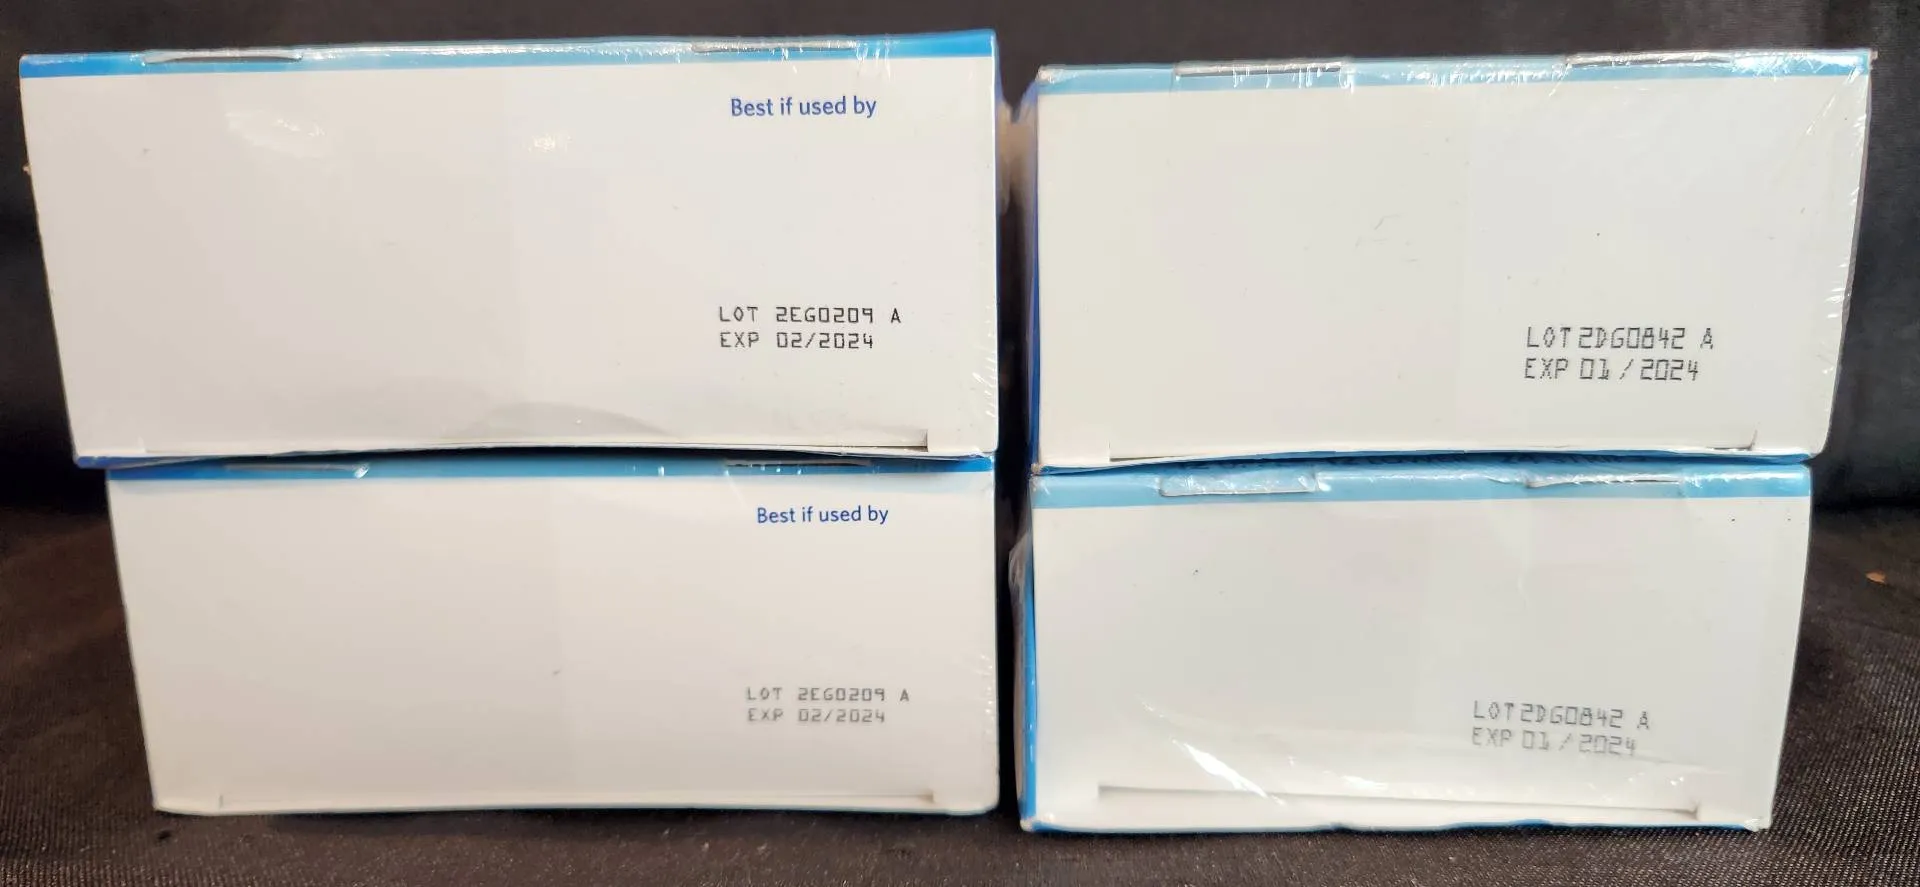 Best if used by
LOT 2EG0209 A
EXP 02/2024
LOT 2DG0842 A
EXP 01/2024
Best if used by
LOT 2EG0209 A
EXP 02/2024
LOT 2DG0842 A
EXP 01/2024